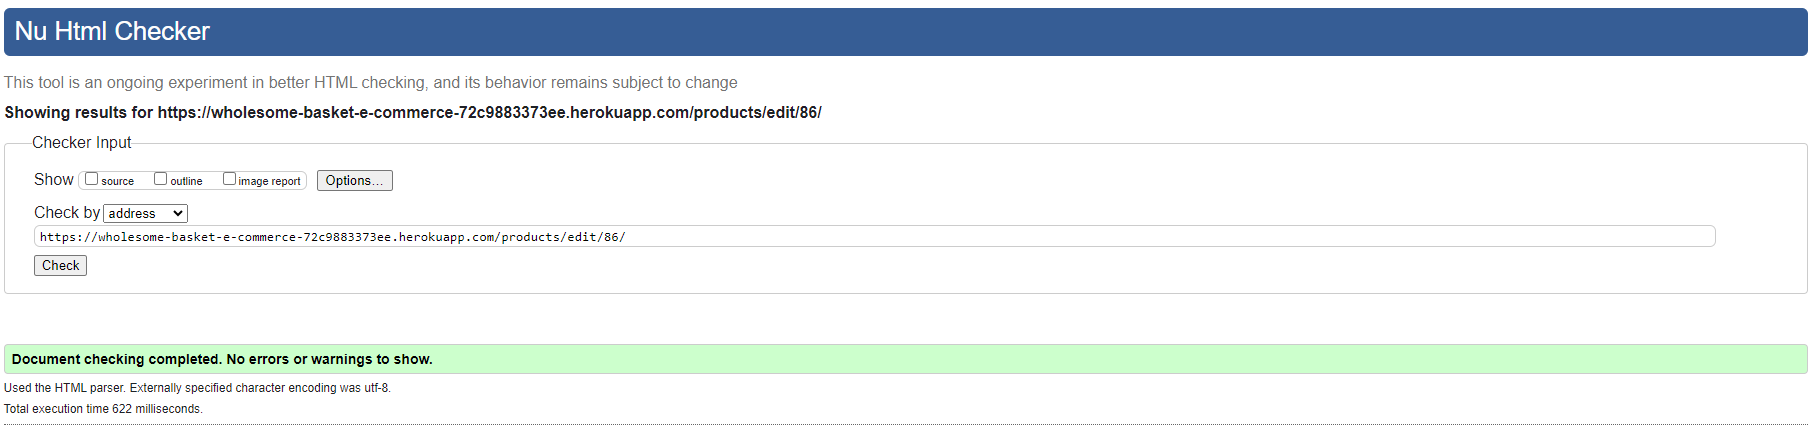 Nu Html Checker
This tool is an ongoing experiment in better HTML checking, and its behavior remains subject to change
Showing results for https://wholesome-basket-e-commerce-72c9883373ee.herokuapp.com/products/edit/86/
Checker Input
Show source outline image report Options...
Check by address
https://wholesome-basket-e-commerce-72c9883373ee.herokuapp.com/products/edit/86/
Check
Document checking completed. No errors or warnings to show.
Used the HTML parser. Externally specified character encoding was utf-8.
Total execution time 622 milliseconds.